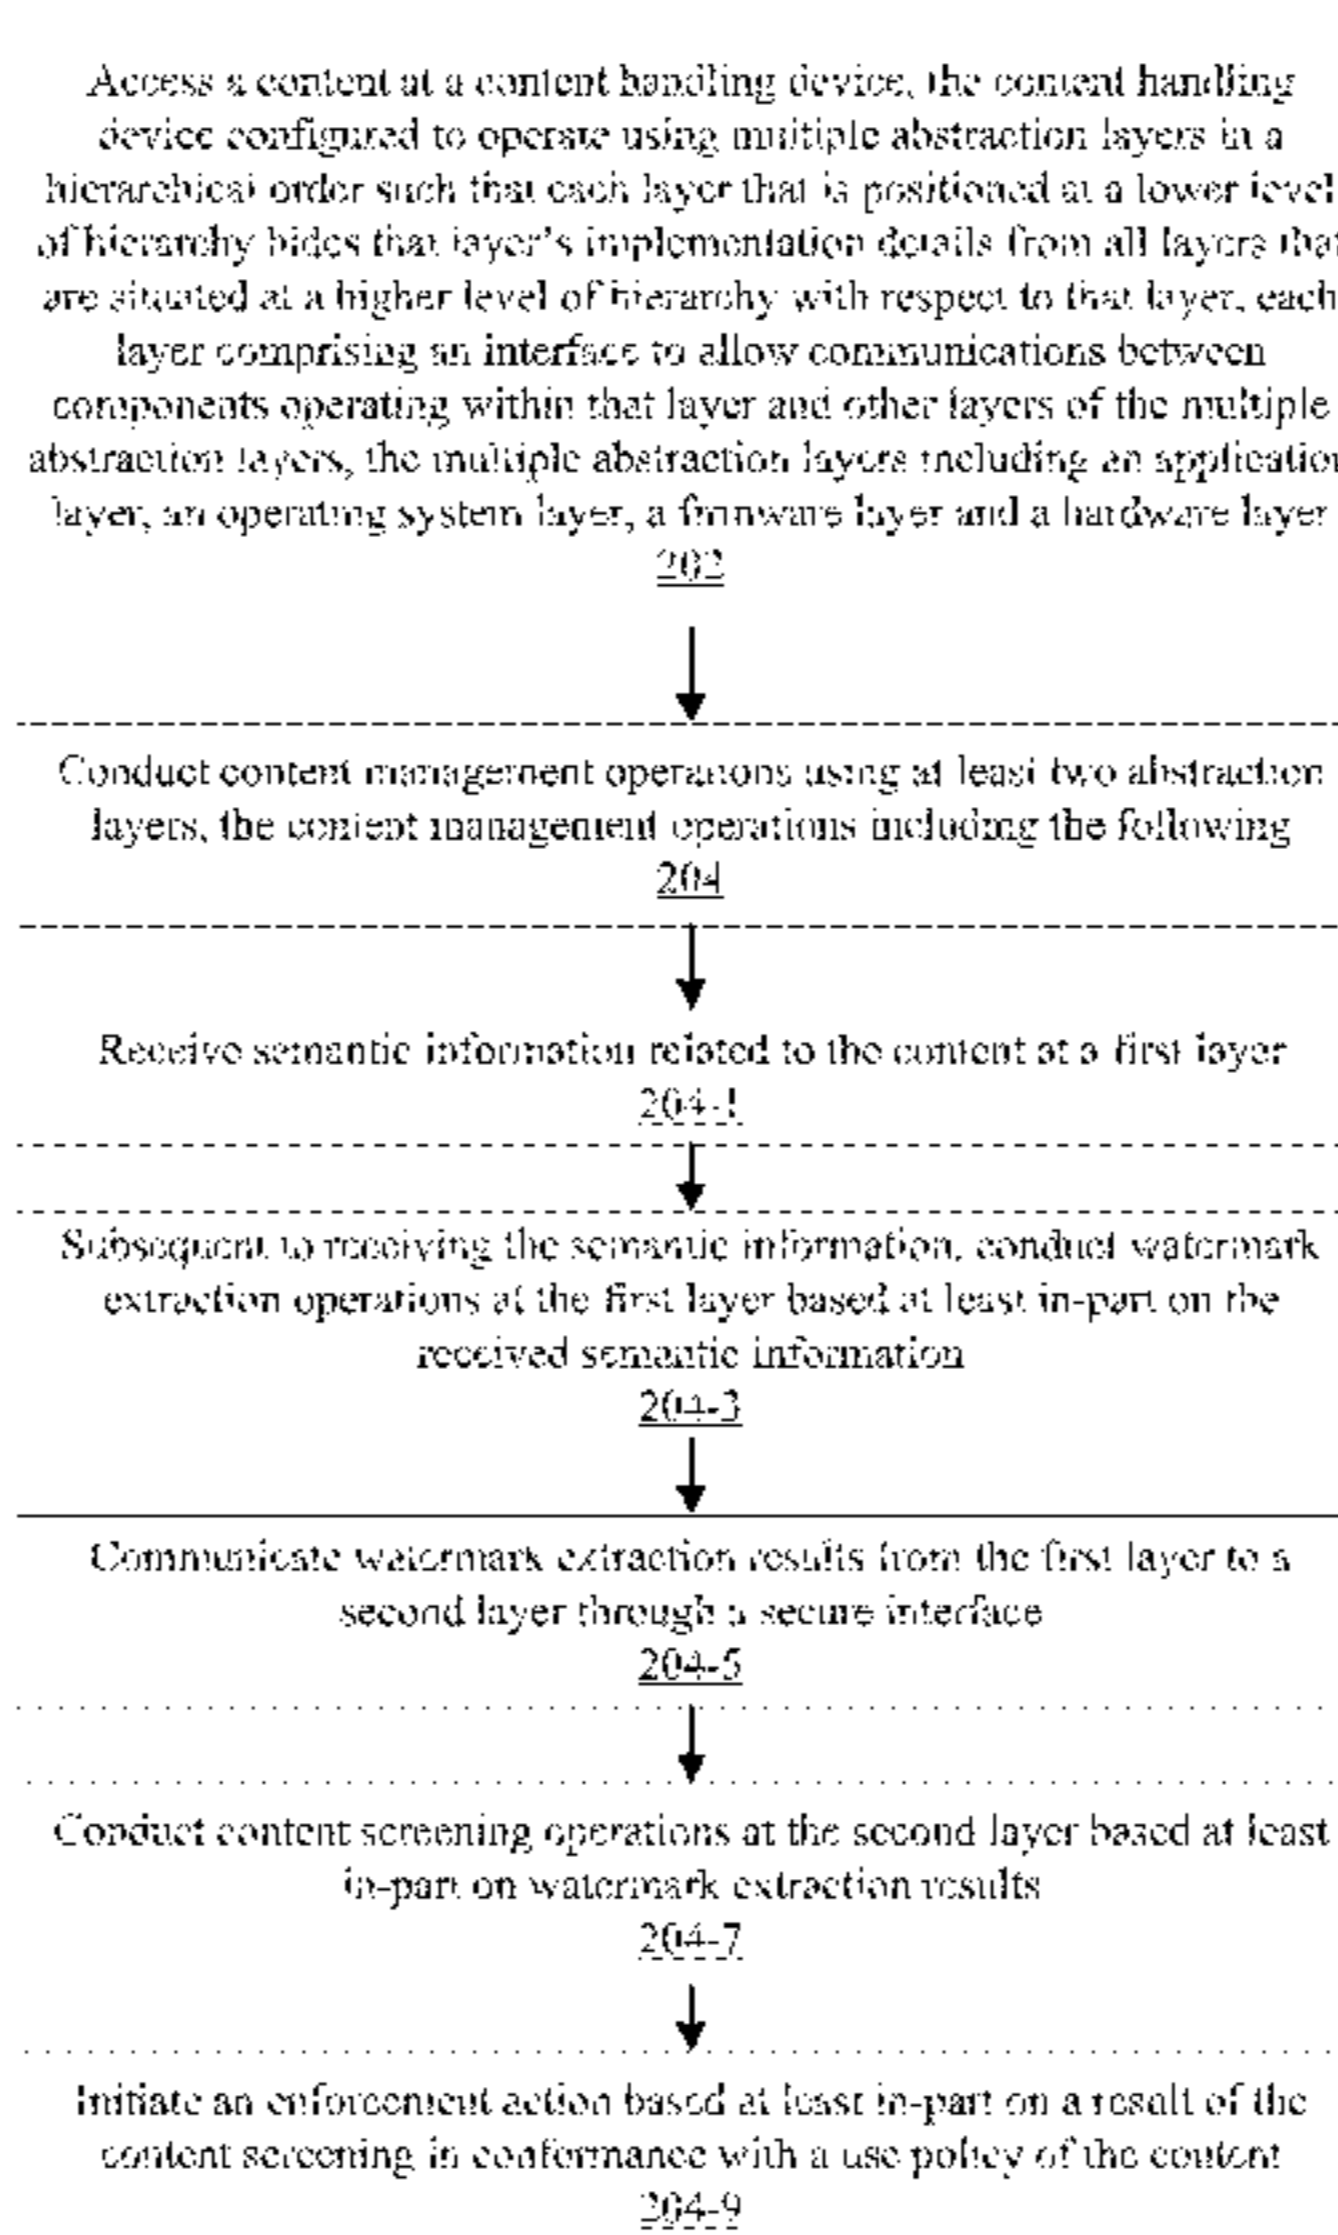 Access a content at a content handling device, the content handling
device configured to operate using multiple abstraction layers in a
hierarchical order such that each layer that is positioned at a lower level
of hierarchy hides that layer's implementation details from all layers that
are situated at a higher level of hierarchy with respect to that layer, each
layer comprising an interface to allow communications between
components operating within that layer and other layers of the multiple
abstraction layers, the multiple abstraction layers including an application
layer, an operating system layer, a firmware layer and a hardware layer
202
Conduct content management operations using at least two abstraction
layers, the content management operations including the following
204
Receive semantic information related to the content at a first layer
204-1
Subsequent to receiving the semantic information, conduct watermark
extraction operations at the first layer based at least in-part on the
received semantic information
204-3
Communicate watermark extraction results from the first layer to a
second layer through a secure interface
204-5
Conduct content screening operations at the second layer based at least
in-part on watermark extraction results
204-7
Initiate an enforcement action based at least in-part on a result of the
content screening in conformance with a use policy of the content
204-9